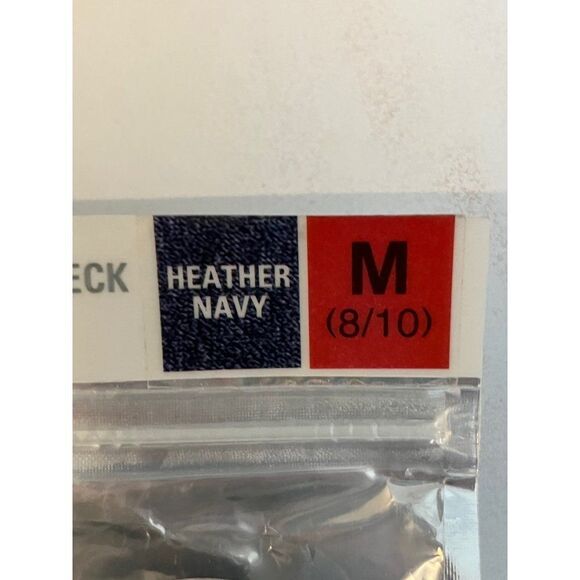 ECK
HEATHER
NAVY
M
(8/10)